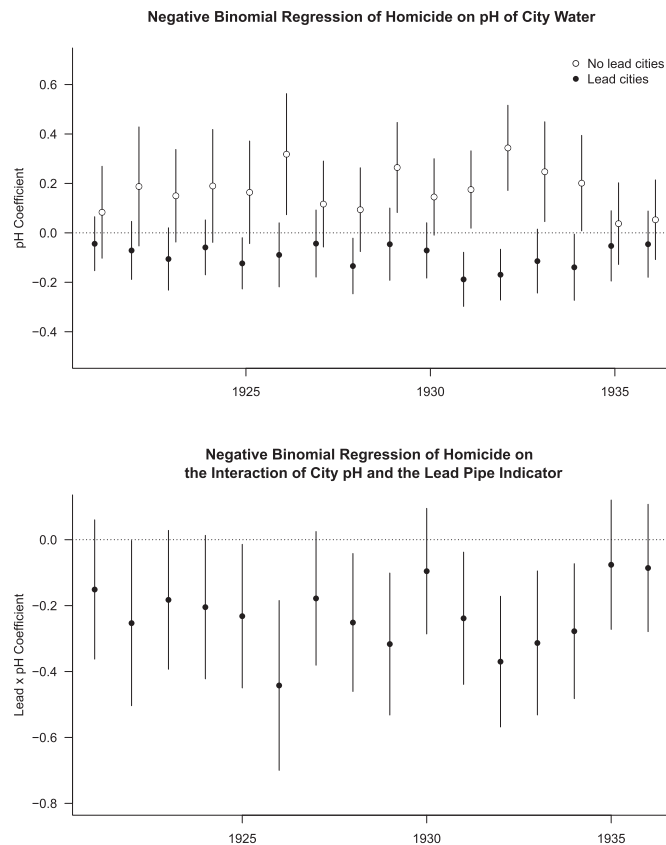 Negative Binomial Regression of Homicide on pH of City Water
No lead cities
Lead cities
pH Coefficient
0.6
0.4
0.2
0.0
−0.2
−0.4
1925
1930
1935
Negative Binomial Regression of Homicide on
the Interaction of City pH and the Lead Pipe Indicator
Lead x pH Coefficient
0.0
−0.2
−0.4
−0.6
−0.8
1925
1930
1935